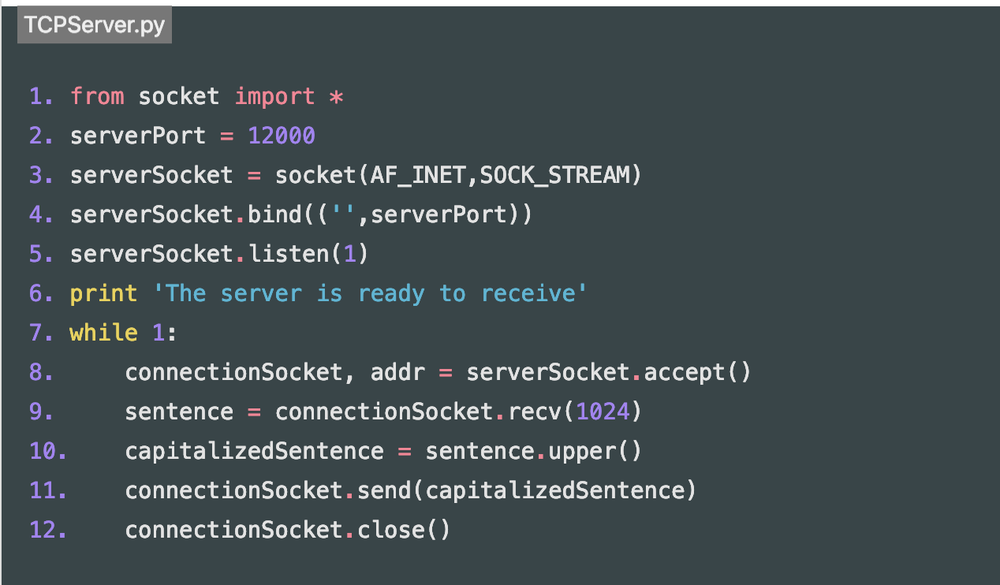 TCPServer.py
1. from socket import *
2. serverPort = 12000
3. serverSocket = socket(AF_INET,SOCK_STREAM)
4. serverSocket.bind(('',serverPort))
5. serverSocket.listen(1)
6. print 'The server is ready to receive'
7. while 1:
8.     connectionSocket, addr = serverSocket.accept()
9.     sentence = connectionSocket.recv(1024)
10.    capitalizedSentence = sentence.upper()
11.    connectionSocket.send(capitalizedSentence)
12.    connectionSocket.close()